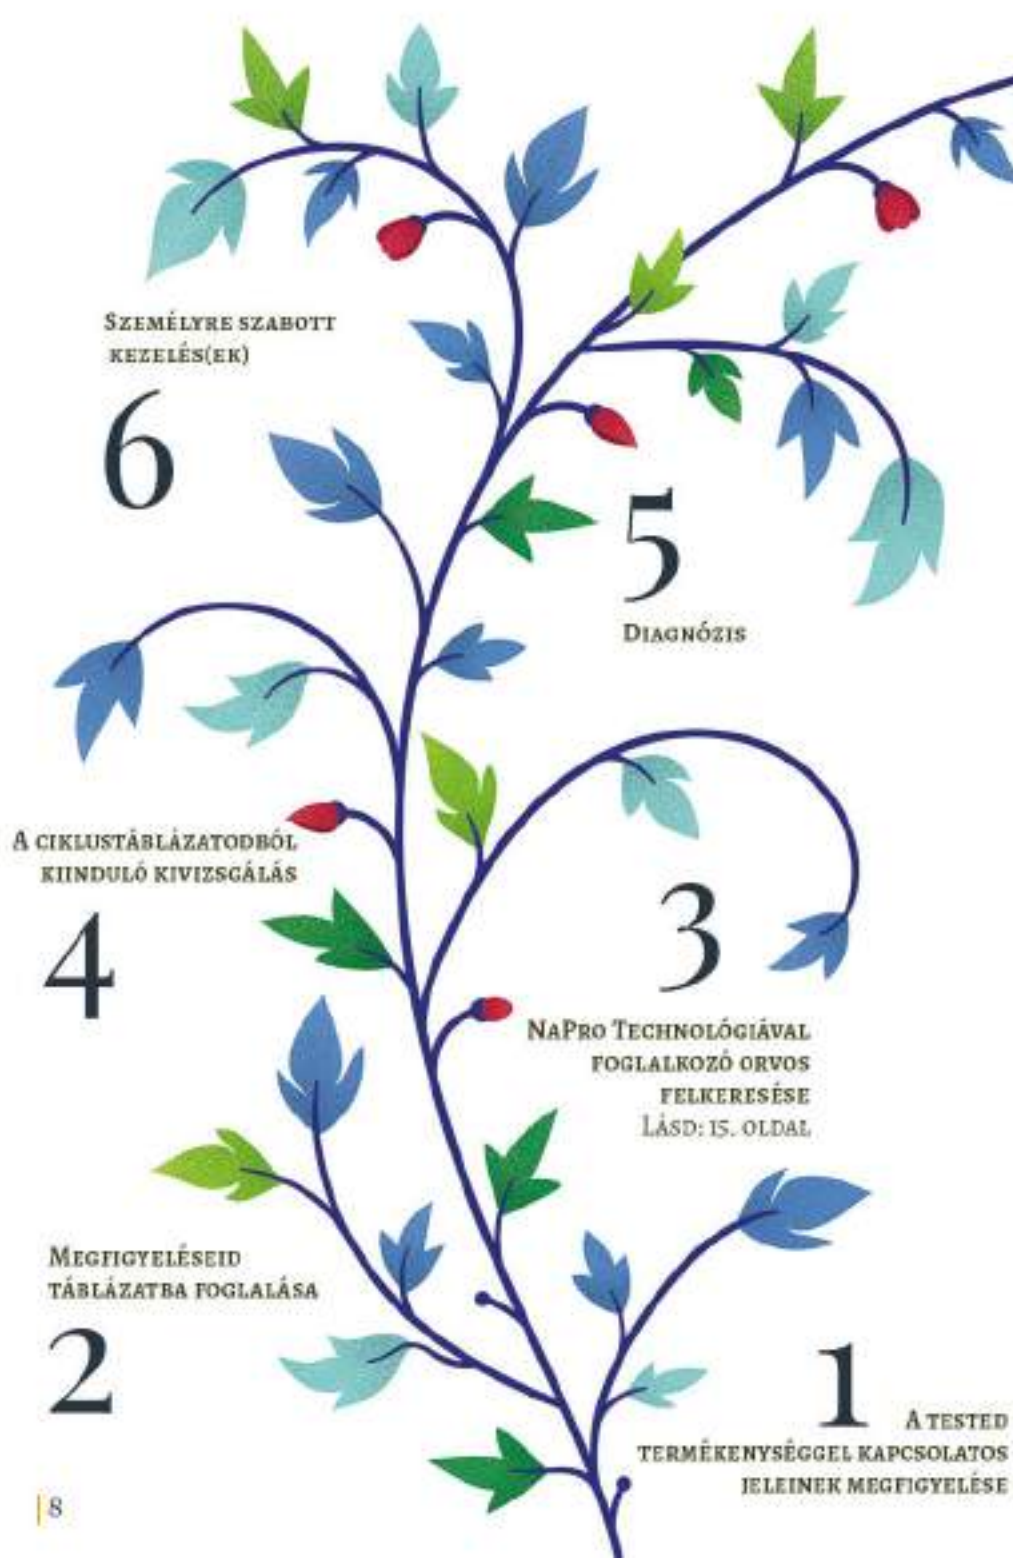 SZEMÉLYRE SZABOTT
KEZELÉS(EK)
6
5
DIAGNÓZIS
A CIKLUSTÁBLÁZATODBÓL
KIINDULÓ KIVIZSGÁLÁS
4
3
NAPRO TECHNOLÓGIÁVAL
FOGLALKOZÓ ORVOS
FELKERESÉSE
LÁSD: 15. OLDAL
MEGFIGYELÉSEID
TÁBLÁZATBA FOGLALÁSA
2
1 A TESTED
TERMÉKENYSÉGGEL KAPCSOLATOS
JELEINEK MEGFIGYELÉSE
8